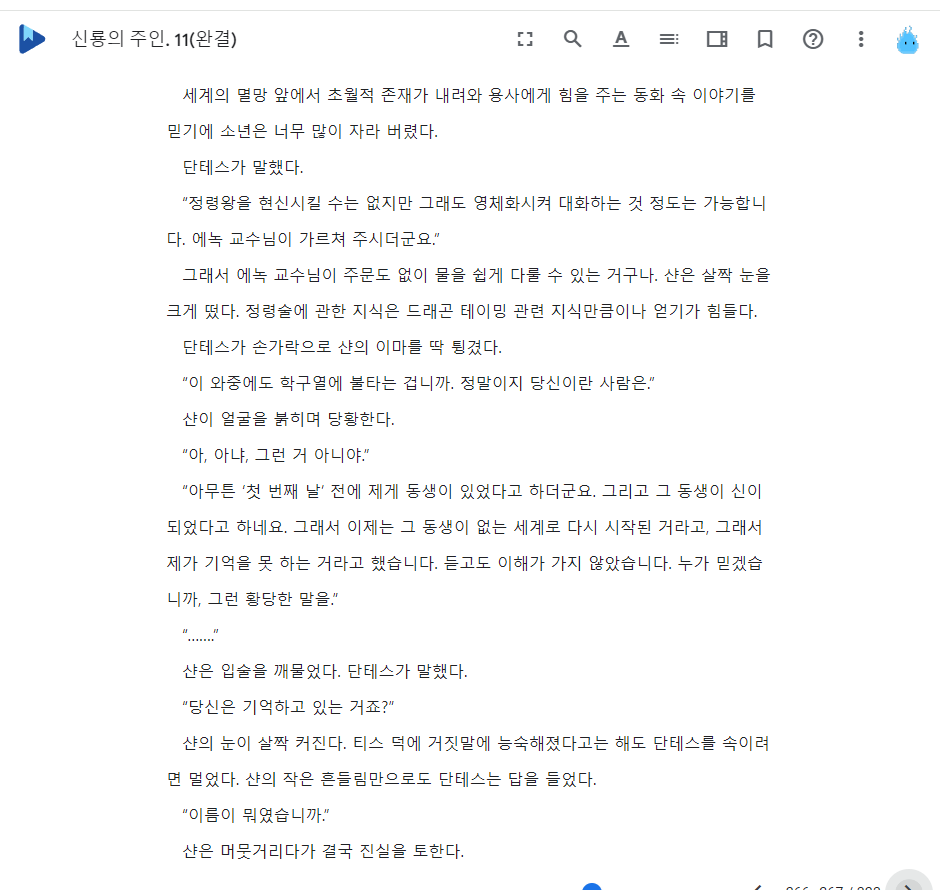 신룡의 주인. 11(완결)
세계의 멸망 앞에서 초월적 존재가 내려와 용사에게 힘을 주는 동화 속 이야기를
믿기에 소년은 너무 많이 자라 버렸다.
단테스가 말했다.
“정령왕을 현신시킬 수는 없지만 그래도 영체화시켜 대화하는 것 정도는 가능합니
다. 에녹 교수님이 가르쳐 주시더군요.”
그래서 에녹 교수님이 주문도 없이 물을 쉽게 다룰 수 있는 거구나. 샨은 살짝 눈을
크게 떴다. 정령술에 관한 지식은 드래곤 테이밍 관련 지식만큼이나 얻기가 힘들다.
단테스가 손가락으로 샨의 이마를 딱 튕겼다.
“이 와중에도 학구열에 불타는 겁니까. 정말이지 당신이란 사람은.”
샨이 얼굴을 붉히며 당황한다.
“아, 아냐, 그런 거 아니야.”
“아무튼 ‘첫 번째 날’ 전에 제게 동생이 있었다고 하더군요. 그리고 그 동생이 신이
되었다고 하네요. 그래서 이제는 그 동생이 없는 세계로 다시 시작된 거라고, 그래서
제가 기억을 못 하는 거라고 했습니다. 듣고도 이해가 가지 않았습니다. 누가 믿겠습
니까, 그런 황당한 말을.”
“…….”
샨은 입술을 깨물었다. 단테스가 말했다.
“당신은 기억하고 있는 거죠?”
샨의 눈이 살짝 커진다. 티스 덕에 거짓말에 능숙해졌다고는 해도 단테스를 속이려
면 멀었다. 샨의 작은 흔들림만으로도 단테스는 답을 들었다.
“이름이 뭐였습니까.”
샨은 머뭇거리다가 결국 진실을 토한다.